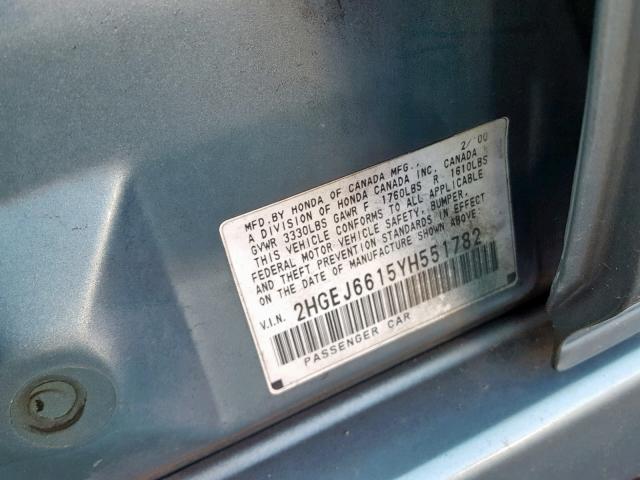 MFD. BY HONDA OF CANADA MFG., 2/ 00
A DIVISION OF HONDA CANADA INC. CANADA
GVWR 3330LBS GAWR F 1760LBS R 1610LBS
THIS VEHICLE CONFORMS TO ALL APPLICABLE
FEDERAL MOTOR VEHICLE SAFETY, BUMPER,
AND THEFT PREVENTION STANDARDS IN EFFECT
ON THE DATE OF MANUFACTURE SHOWN ABOVE.
V.I.N. 2HGEJ6615YH551782
PASSENGER CAR